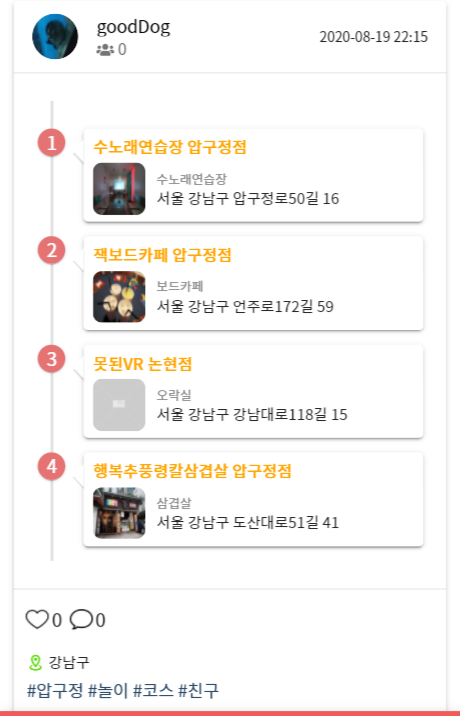 goodDog
0
2020-08-19 22:15
1
수노래연습장 압구정점
수노래연습장
서울 강남구 압구정로50길 16
2
잭보드카페 압구정점
보드카페
서울 강남구 언주로172길 59
3
못된VR 논현점
오락실
서울 강남구 강남대로118길 15
4
행복추풍령칼삼겹살 압구정점
삼겹살
서울 강남구 도산대로51길 41
0 0
강남구
#압구정 #놀이 #코스 #친구